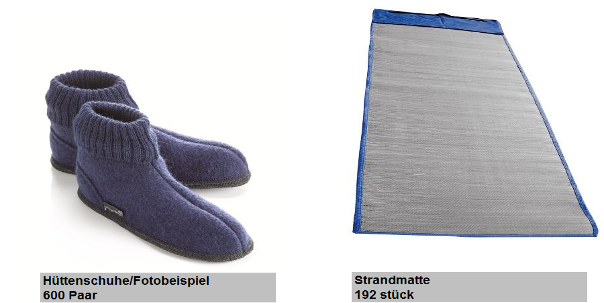 Hüttenschuhe/Fotobeispiel
600 Paar
Strandmatte
192 stück